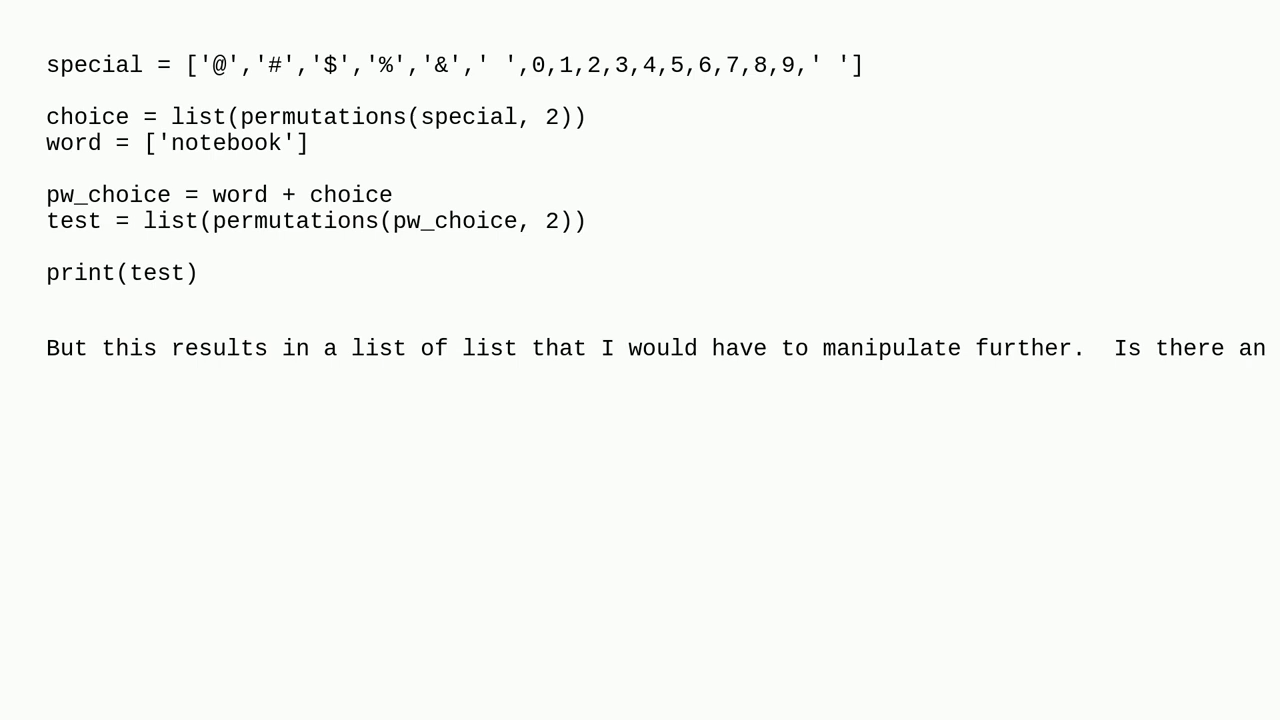 special = ['@','#','$','%','&',' ',0,1,2,3,4,5,6,7,8,9,' ']
choice = list(permutations(special, 2))
word = ['notebook']
pw_choice = word + choice
test = list(permutations(pw_choice, 2))
print(test)
But this results in a list of list that I would have to manipulate further.  Is there an